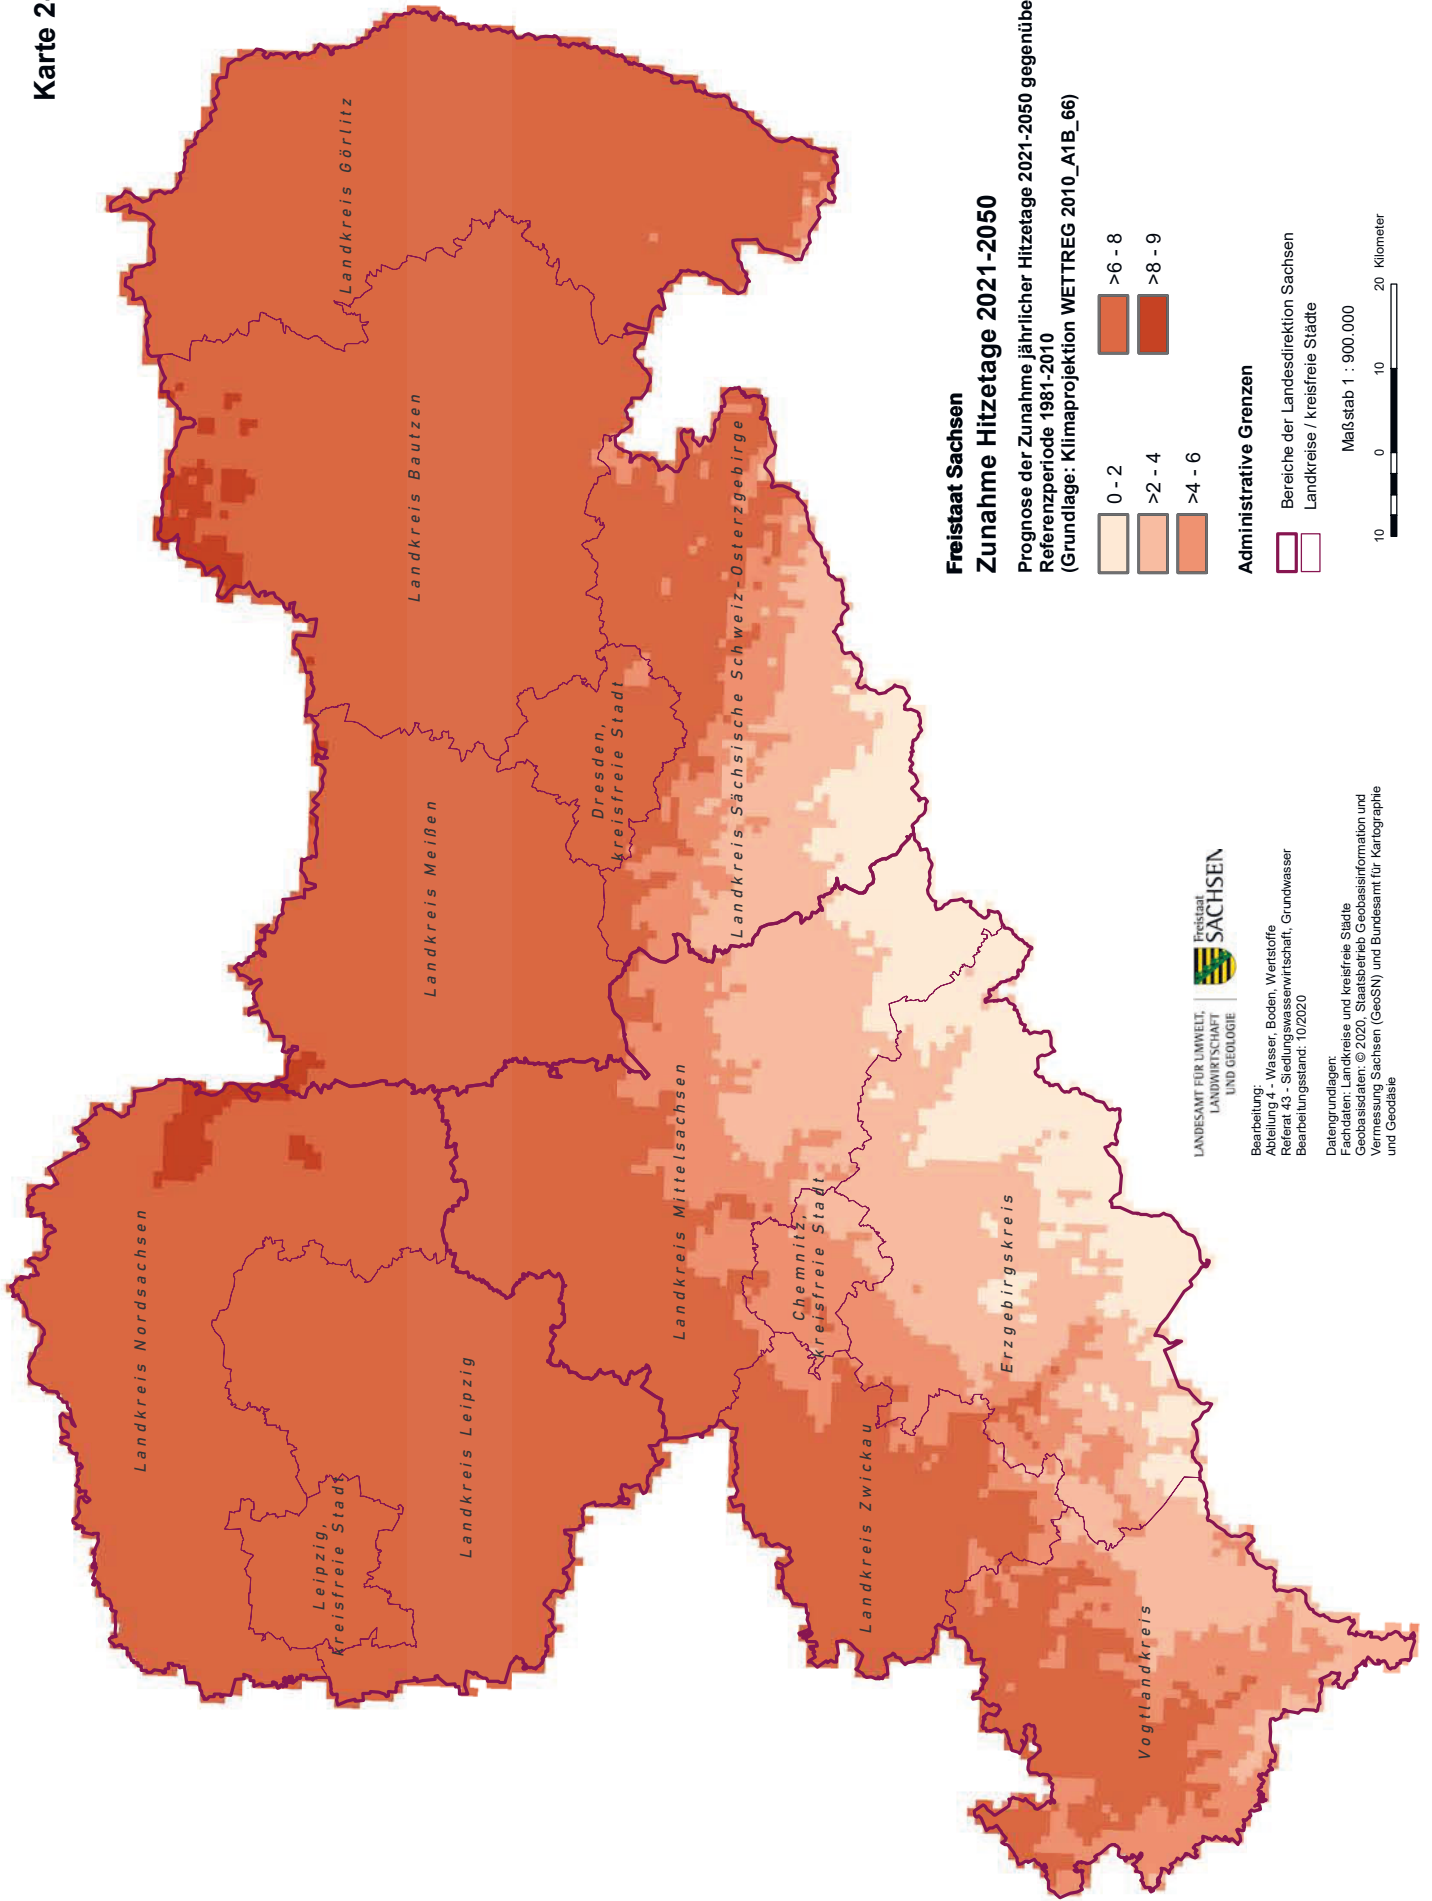 Karte 2
Landkreis Nordsachsen
Leipzig,
kreisfreie Stadt
Landkreis Leipzig
Landkreis Meißen
Landkreis Bautzen
Landkreis Görlitz
Dresden,
kreisfreie Stadt
Landkreis Sächsische Schweiz-Osterzgebirge
Landkreis Mittelsachsen
Chemnitz,
kreisfreie Stadt
Landkreis Zwickau
Erzgebirgskreis
Vogtlandkreis
Freistaat Sachsen
Zunahme Hitzetage 2021-2050
Prognose der Zunahme jährlicher Hitzetage 2021-2050 gegenübe
Referenzperiode 1981-2010
(Grundlage: Klimaprojektion WETTREG 2010_A1B_66)
0 - 2
>2 - 4
>4 - 6
>6 - 8
>8 - 9
Administrative Grenzen
Bereiche der Landesdirektion Sachsen
Landkreise / kreisfreie Städte
Maßstab 1 : 900.000
10 0 10 20 Kilometer
LANDESAMT FÜR UMWELT,
LANDWIRTSCHAFT
UND GEOLOGIE
Freistaat
SACHSEN
Bearbeitung:
Abteilung 4 - Wasser, Boden, Wertstoffe
Referat 43 - Siedlungswasserwirtschaft, Grundwasser
Bearbeitungsstand: 10/2020
Datengrundlagen:
Fachdaten: Landkreise und kreisfreie Städte
Geobasisdaten: © 2020, Staatsbetrieb Geobasisinformation und
Vermessung Sachsen (GeoSN) und Bundesamt für Kartographie
und Geodäsie